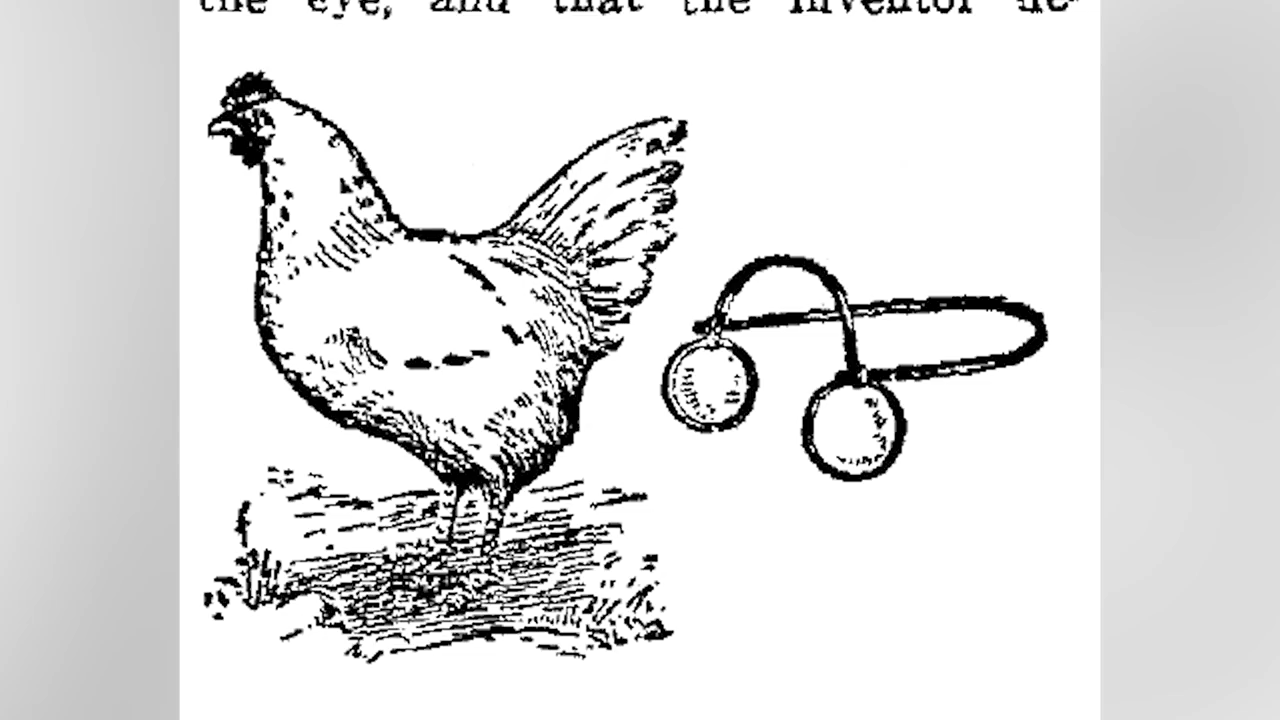 the eye, and that the inventor de-